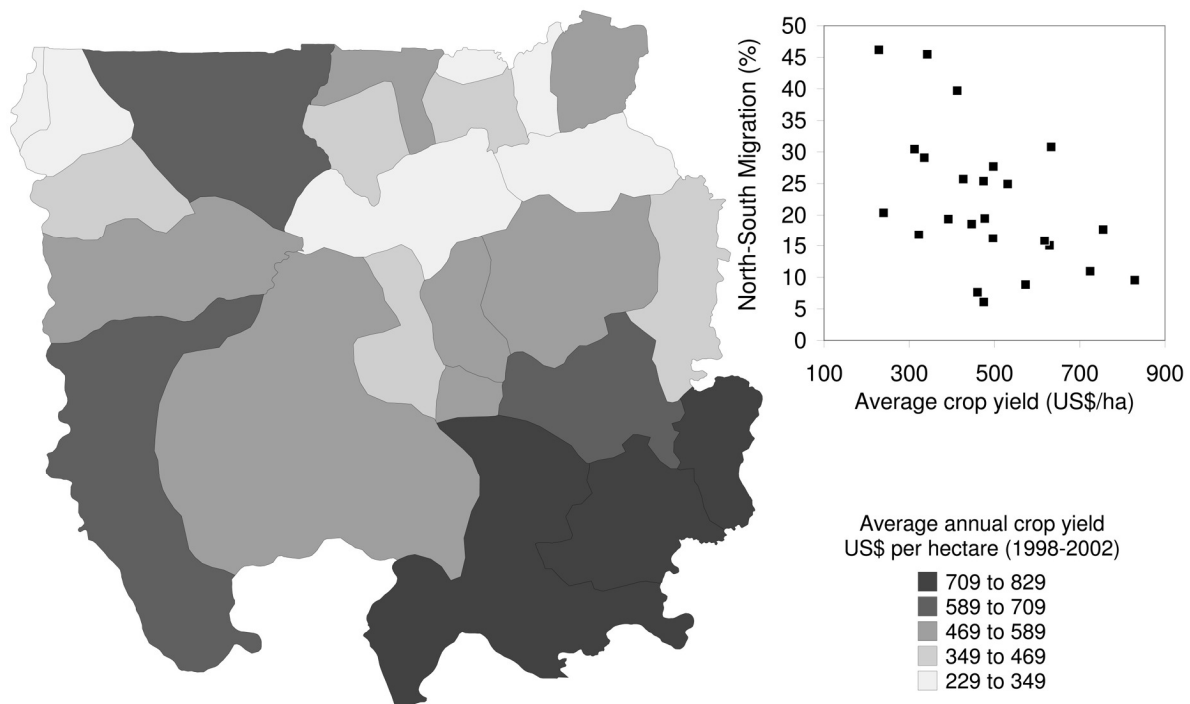 50
45
40
35
30
25
20
15
10
5
0
North-South Migration (%)
100 300 500 700 900
Average crop yield (US$/ha)
Average annual crop yield
US$ per hectare (1998-2002)
709 to 829
589 to 709
469 to 589
349 to 469
229 to 349